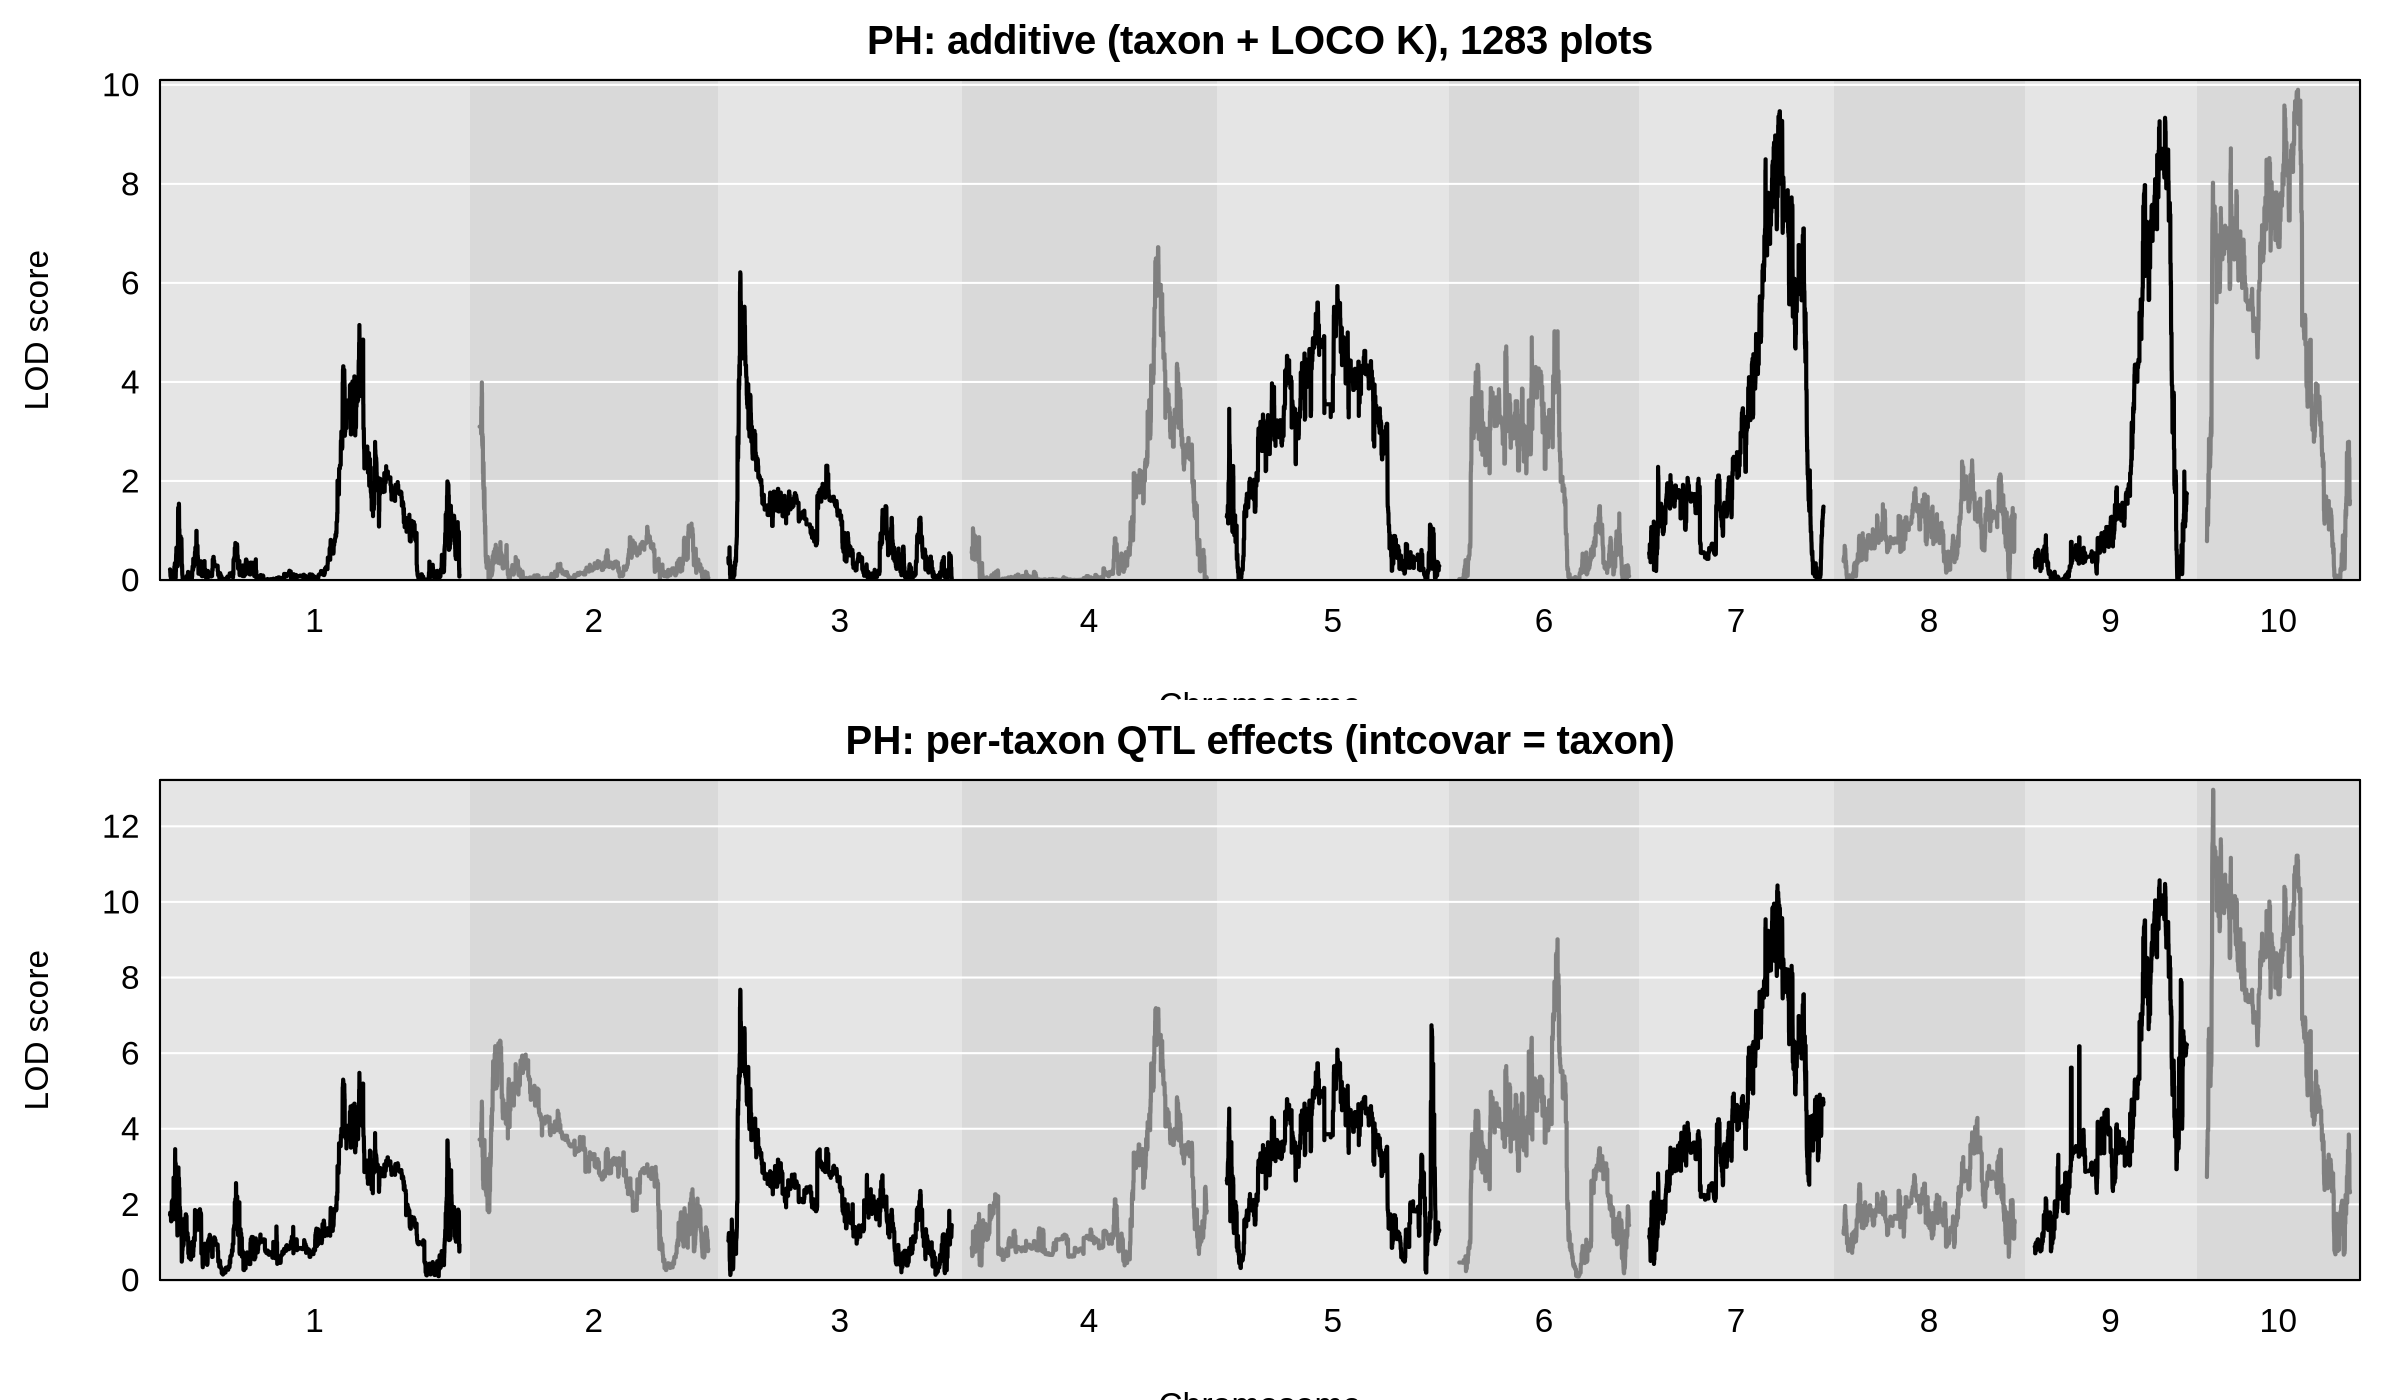 PH: additive (taxon + LOCO K), 1283 plots
10
8
6
4
2
0
LOD score
1 2 3 4 5 6 7 8 9 10
PH: per-taxon QTL effects (intcovar = taxon)
12
10
8
6
4
2
0
LOD score
1 2 3 4 5 6 7 8 9 10